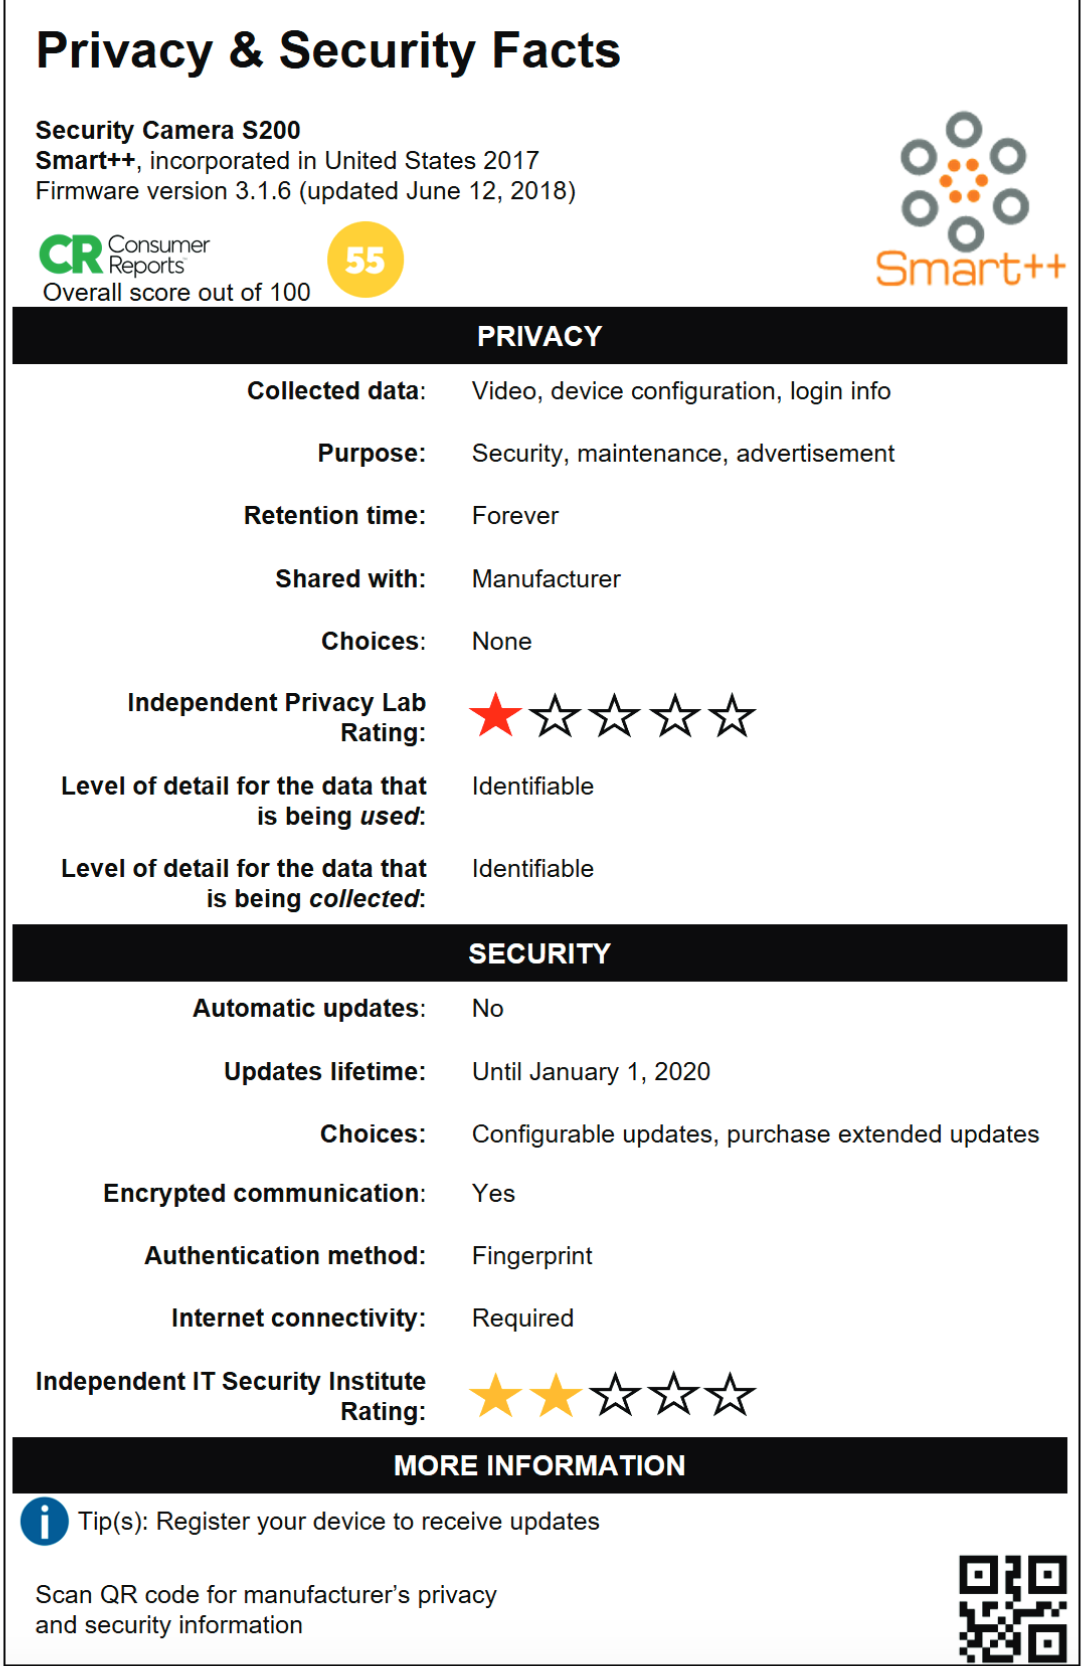 Privacy & Security Facts
Security Camera S200
Smart++, incorporated in United States 2017
Firmware version 3.1.6 (updated June 12, 2018)
CR Consumer
Reports™
55
Overall score out of 100
Smart++
PRIVACY
Collected data: Video, device configuration, login info
Purpose: Security, maintenance, advertisement
Retention time: Forever
Shared with: Manufacturer
Choices: None
Independent Privacy Lab
Rating:
Level of detail for the data that Identifiable
is being used:
Level of detail for the data that Identifiable
is being collected:
SECURITY
Automatic updates: No
Updates lifetime: Until January 1, 2020
Choices: Configurable updates, purchase extended updates
Encrypted communication: Yes
Authentication method: Fingerprint
Internet connectivity: Required
Independent IT Security Institute
Rating:
MORE INFORMATION
i Tip(s): Register your device to receive updates
Scan QR code for manufacturer’s privacy
and security information